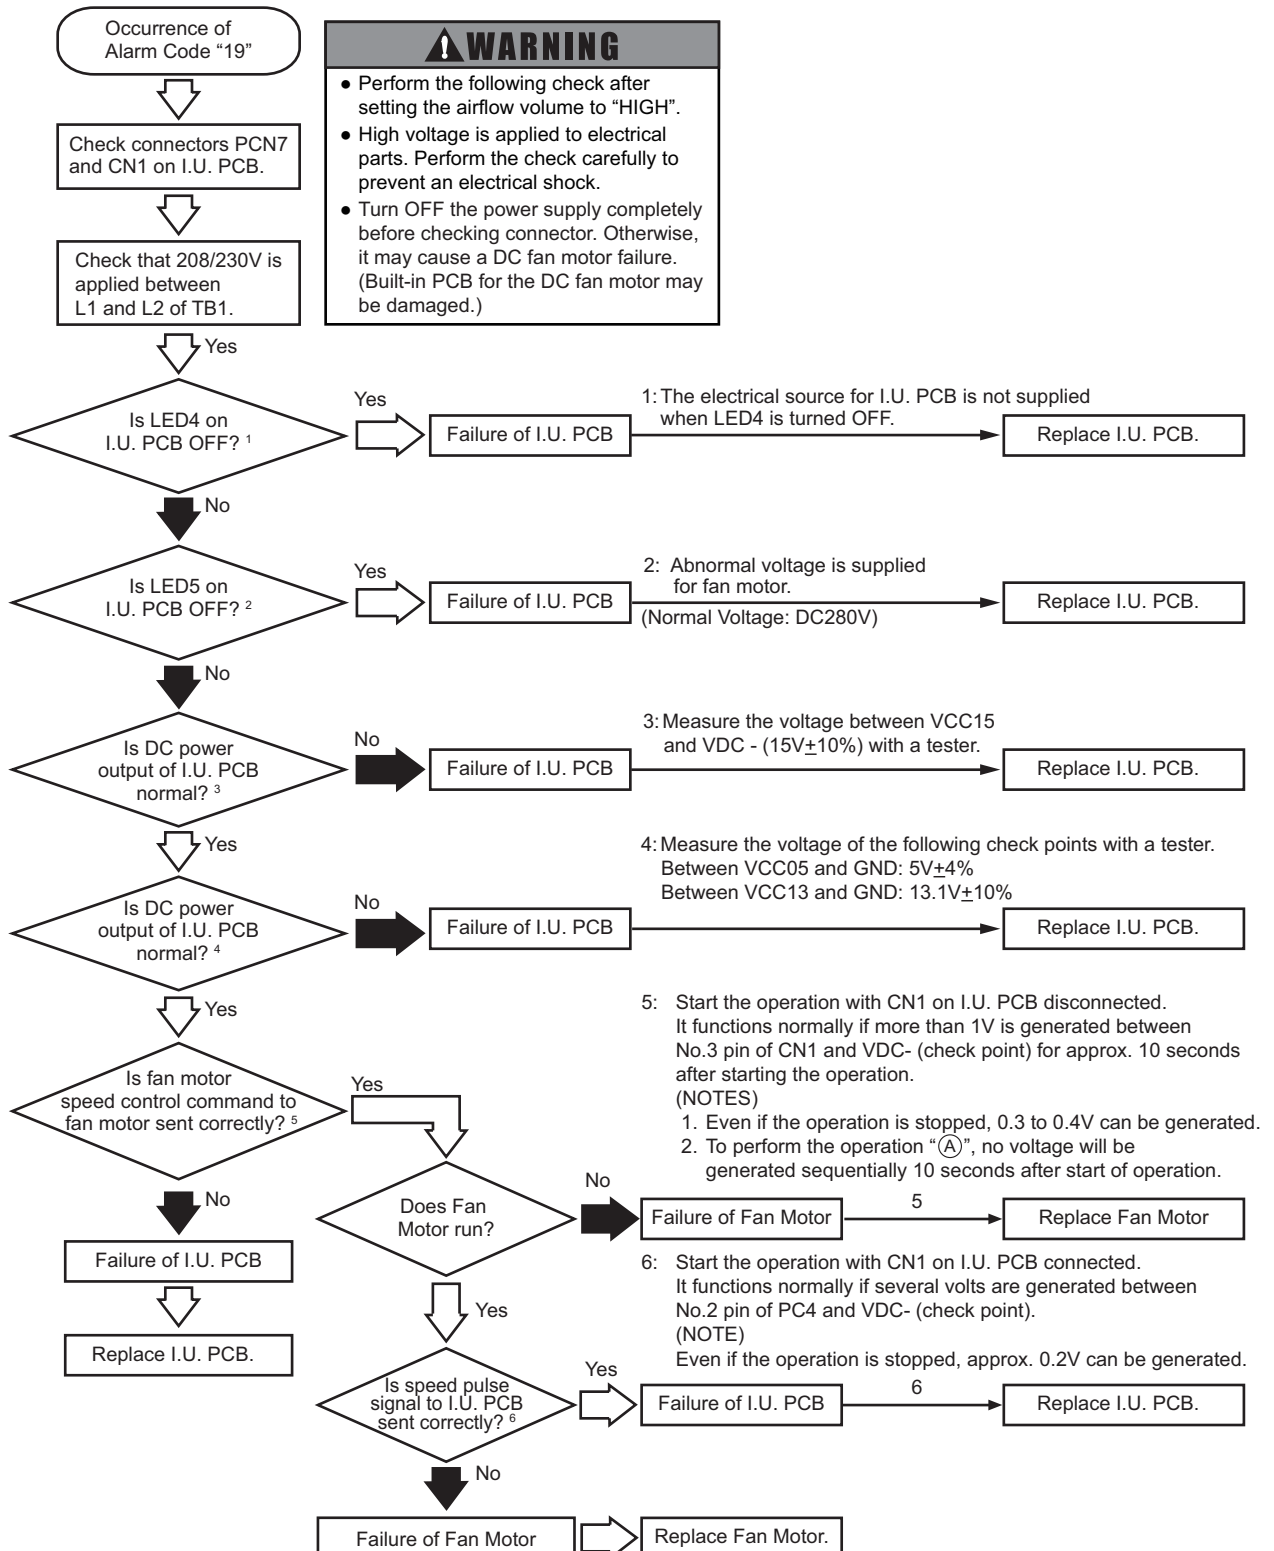 Occurrence of
Alarm Code “19”
WARNING
● Perform the following check after
setting the airflow volume to “HIGH”.
● High voltage is applied to electrical
parts. Perform the check carefully to
prevent an electrical shock.
● Turn OFF the power supply completely
before checking connector. Otherwise,
it may cause a DC fan motor failure.
(Built-in PCB for the DC fan motor may
be damaged.)
Check connectors PCN7
and CN1 on I.U. PCB.
Check that 208/230V is
applied between
L1 and L2 of TB1.
Yes
Is LED4 on
I.U. PCB OFF? 1
Yes
Failure of I.U. PCB
1: The electrical source for I.U. PCB is not supplied
when LED4 is turned OFF.
Replace I.U. PCB.
No
Is LED5 on
I.U. PCB OFF? 2
Yes
Failure of I.U. PCB
2: Abnormal voltage is supplied
for fan motor.
(Normal Voltage: DC280V)
Replace I.U. PCB.
No
Is DC power
output of I.U. PCB
normal? 3
No
Failure of I.U. PCB
3: Measure the voltage between VCC15
and VDC - (15V±10%) with a tester.
Replace I.U. PCB.
Yes
Is DC power
output of I.U. PCB
normal? 4
No
Failure of I.U. PCB
4: Measure the voltage of the following check points with a tester.
Between VCC05 and GND: 5V±4%
Between VCC13 and GND: 13.1V±10%
Replace I.U. PCB.
Yes
Is fan motor
speed control command to
fan motor sent correctly? 5
Yes
5: Start the operation with CN1 on I.U. PCB disconnected.
It functions normally if more than 1V is generated between
No.3 pin of CN1 and VDC- (check point) for approx. 10 seconds
after starting the operation.
(NOTES)
1. Even if the operation is stopped, 0.3 to 0.4V can be generated.
2. To perform the operation “Ⓐ”, no voltage will be
generated sequentially 10 seconds after start of operation.
No
Failure of I.U. PCB
Replace I.U. PCB.
Does Fan
Motor run?
No
Failure of Fan Motor
5
Replace Fan Motor
Yes
6: Start the operation with CN1 on I.U. PCB connected.
It functions normally if several volts are generated between
No.2 pin of PC4 and VDC- (check point).
(NOTE)
Even if the operation is stopped, approx. 0.2V can be generated.
Is speed pulse
signal to I.U. PCB
sent correctly? 6
Yes
Failure of I.U. PCB
6
Replace I.U. PCB.
No
Failure of Fan Motor
Replace Fan Motor.